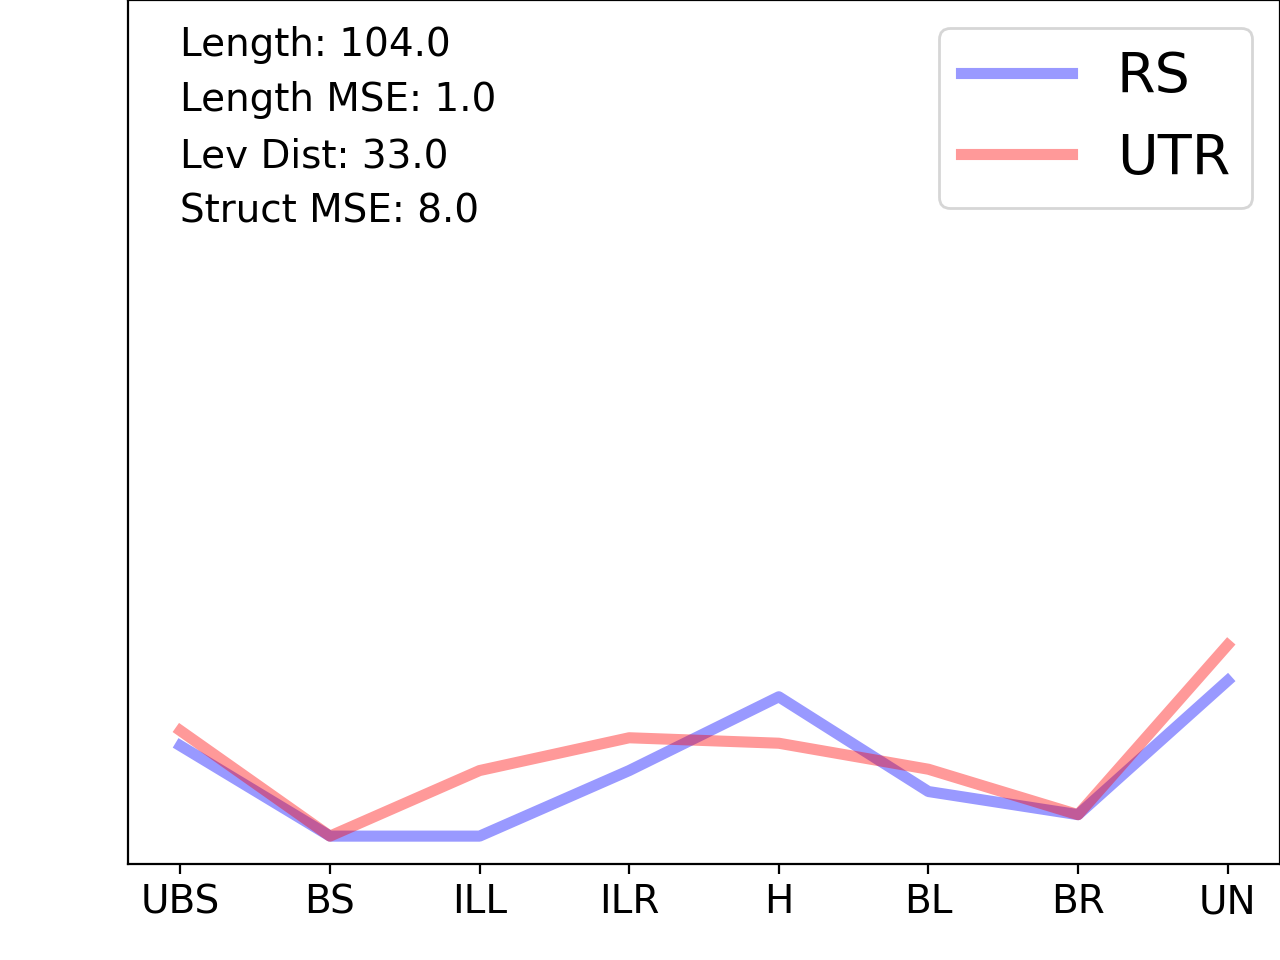 Length: 104.0
Length MSE: 1.0
Lev Dist: 33.0
Struct MSE: 8.0
RS
UTR
UBS BS ILL ILR H BL BR UN